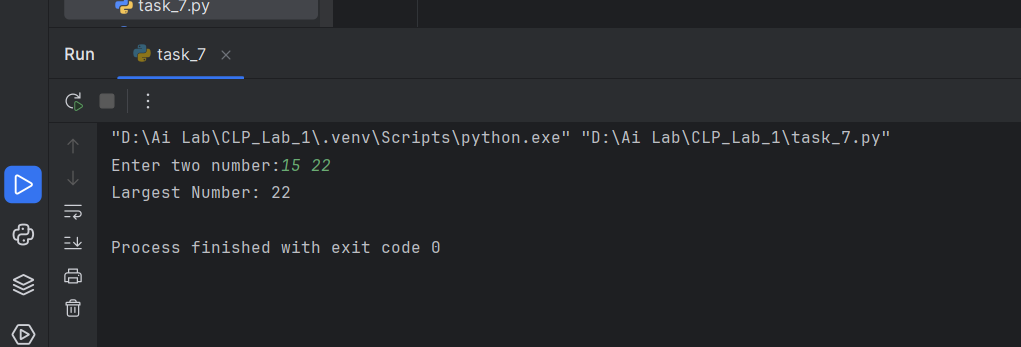 task_7.py
Run
task_7
"D:\Ai Lab\CLP_Lab_1\.venv\Scripts\python.exe" "D:\Ai Lab\CLP_Lab_1\task_7.py"
Enter two number:15 22
Largest Number: 22
Process finished with exit code 0